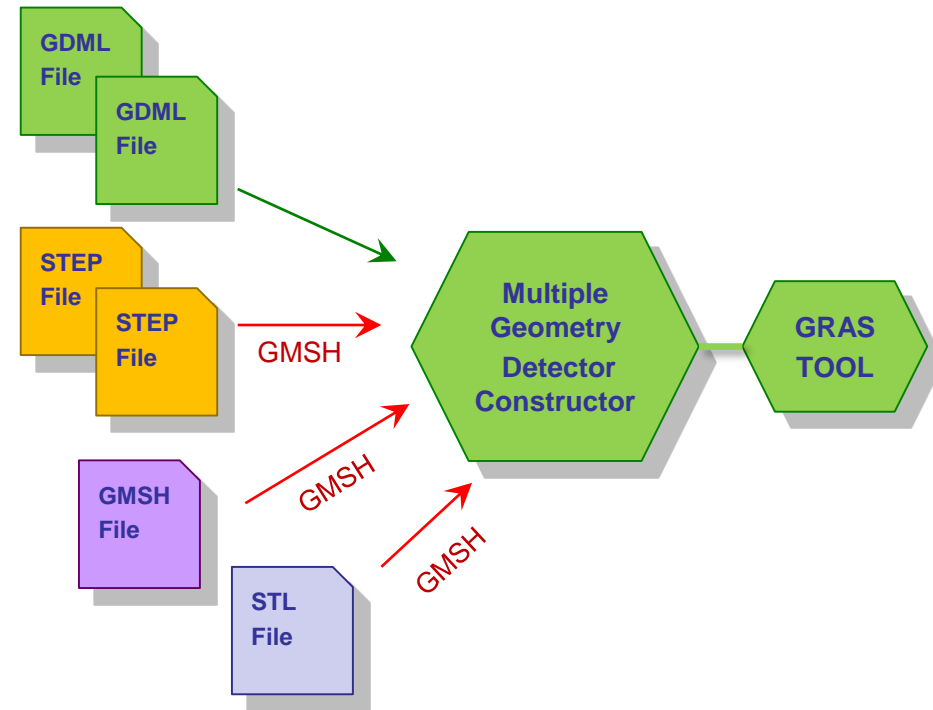 GDML
File
GDML
File
STEP
File
STEP
File
GMSH
GMSH
File
GMSH
STL
File
GMSH
Multiple
Geometry
Detector
Constructor
GRAS
TOOL